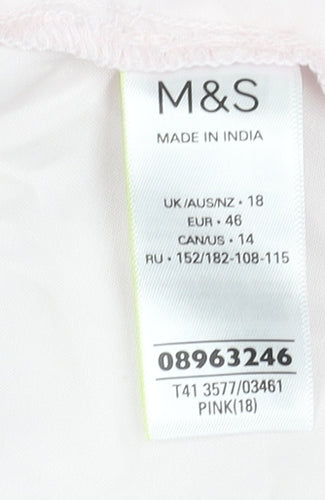 M&S
MADE IN INDIA
UK/AUS/NZ • 18
EUR • 46
CAN/US • 14
RU • 152/182-108-115
08963246
T41 3577/03461
PINK(18)